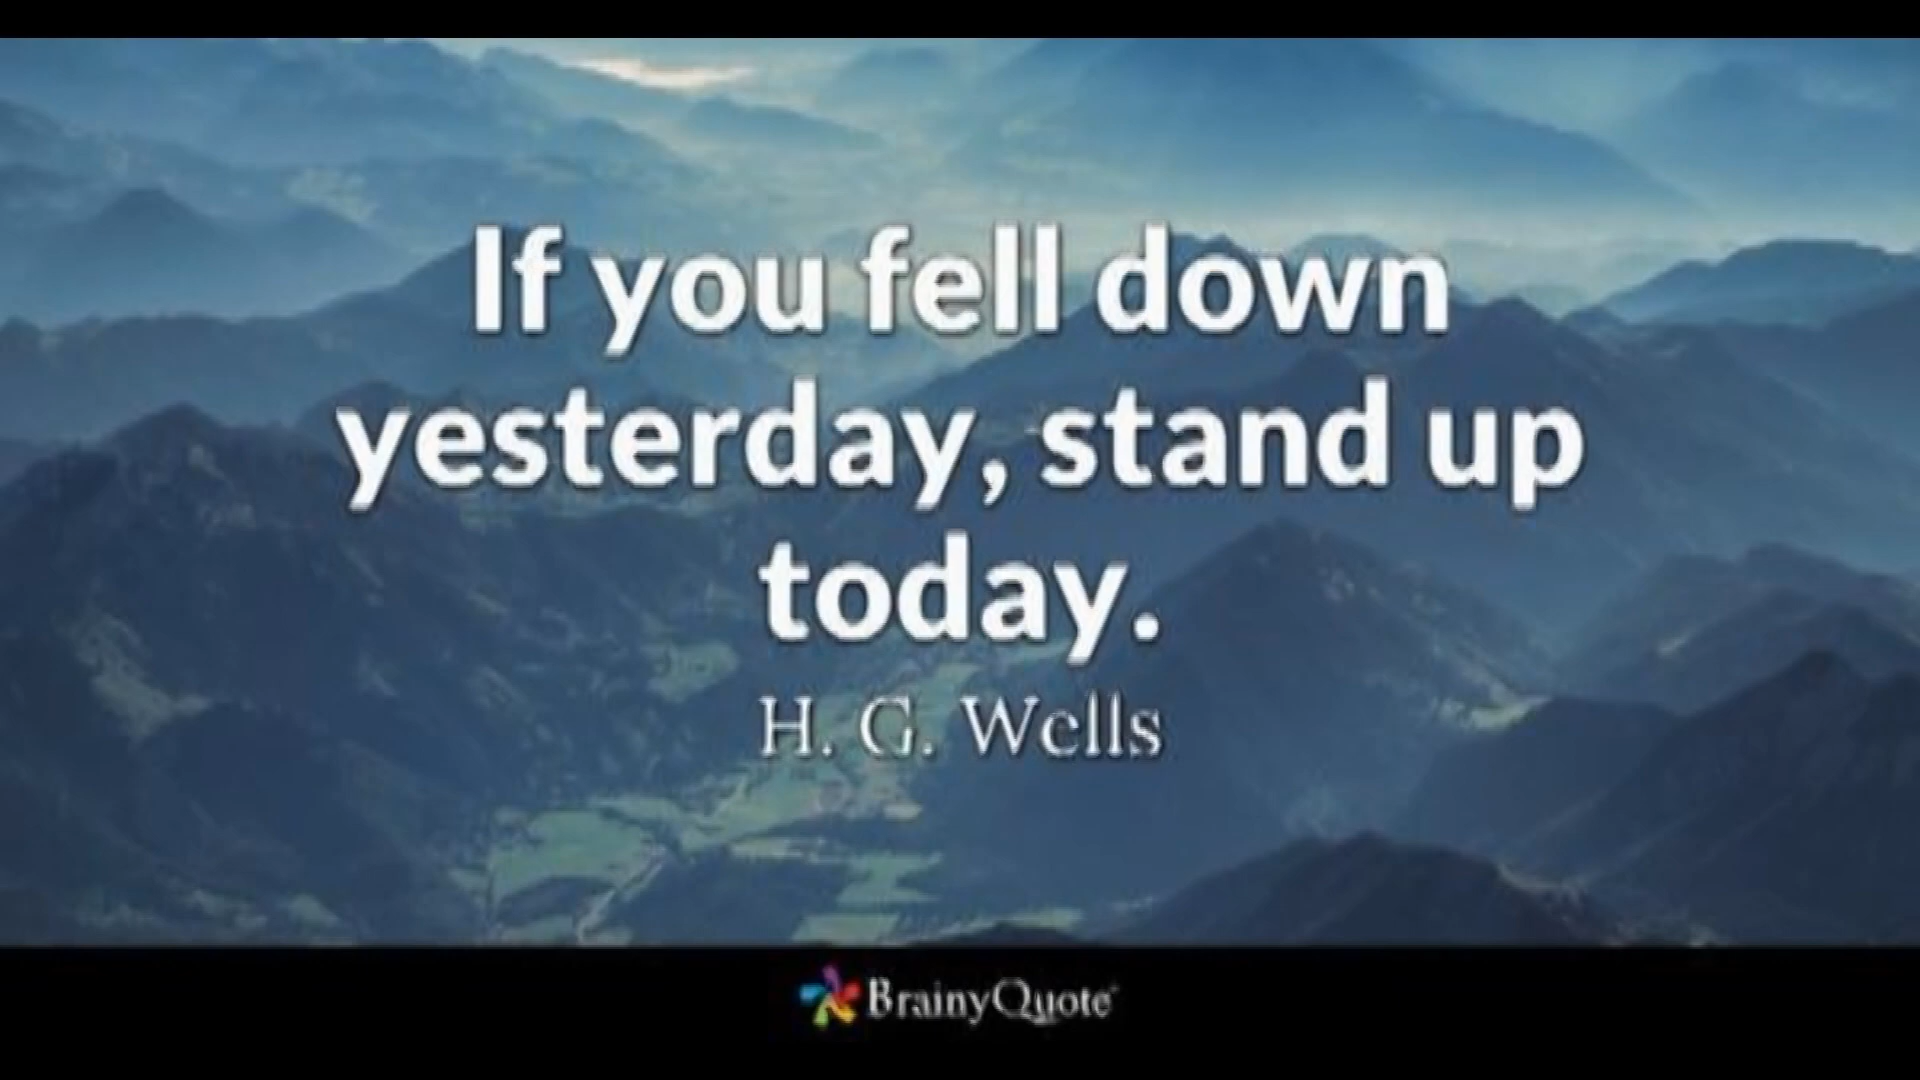 If you fell down
yesterday, stand up
today.
H. G. Wells
BrainyQuote